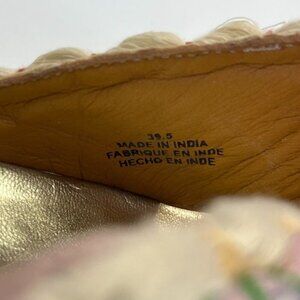 39.5
MADE IN INDIA
FABRIQUE EN INDE
HECHO EN INDE